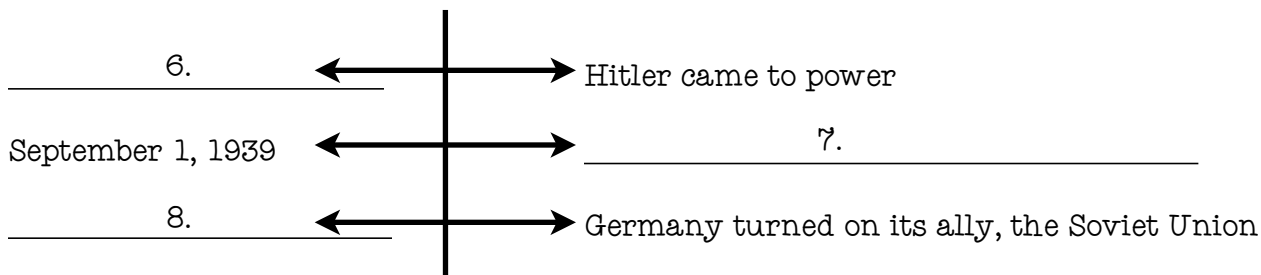 6.
Hitler came to power
September 1, 1939
7.
8.
Germany turned on its ally, the Soviet Union